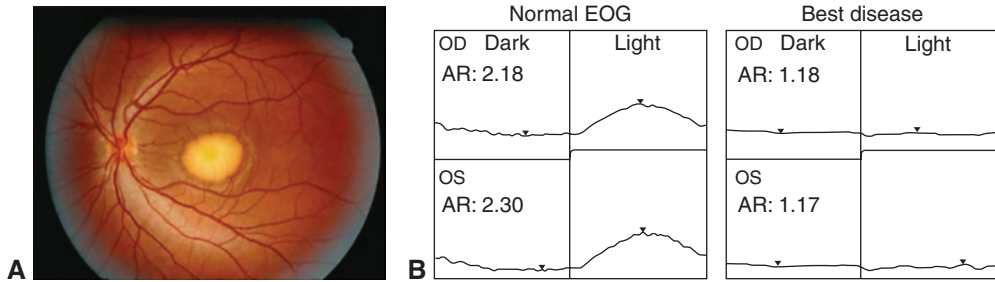 A
B
Normal EOG
OD Dark Light
AR: 2.18
OS
AR: 2.30
Best disease
OD Dark Light
AR: 1.18
OS
AR: 1.17